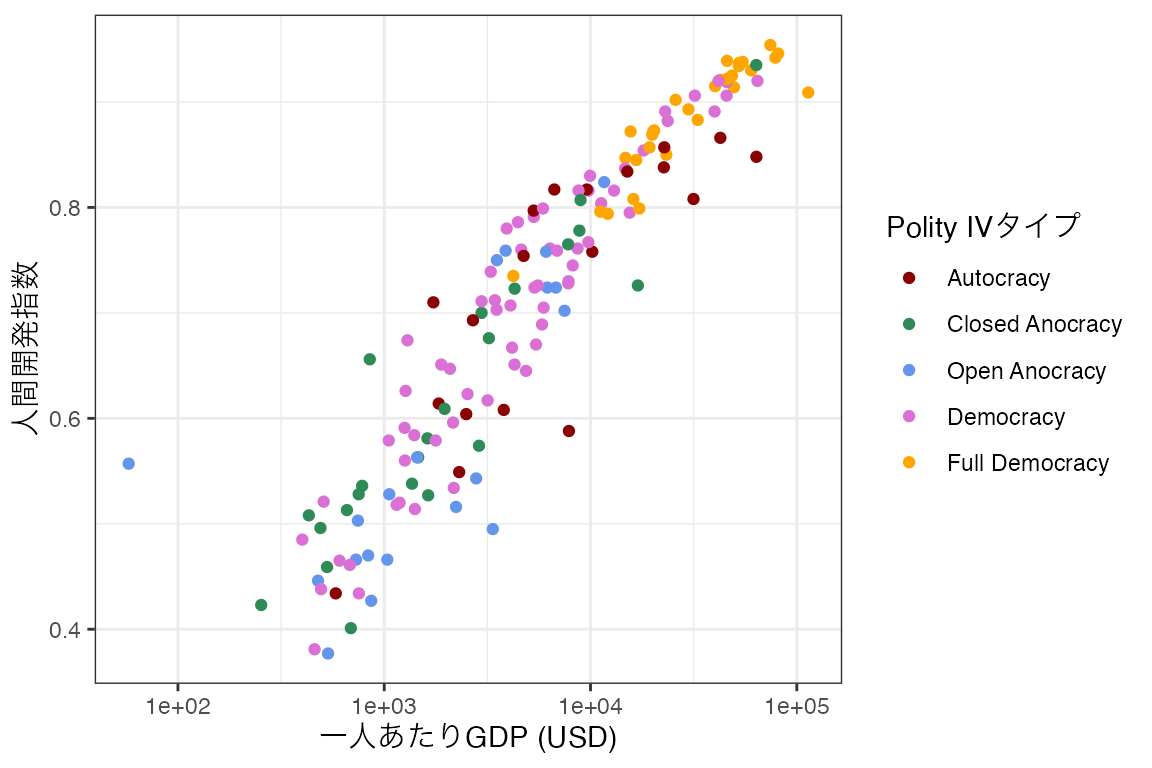 人間開発指数
0.8
0.6
0.4
1e+02 1e+03 1e+04 1e+05
一人あたりGDP (USD)
Polity IVタイプ
Autocracy
Closed Anocracy
Open Anocracy
Democracy
Full Democracy